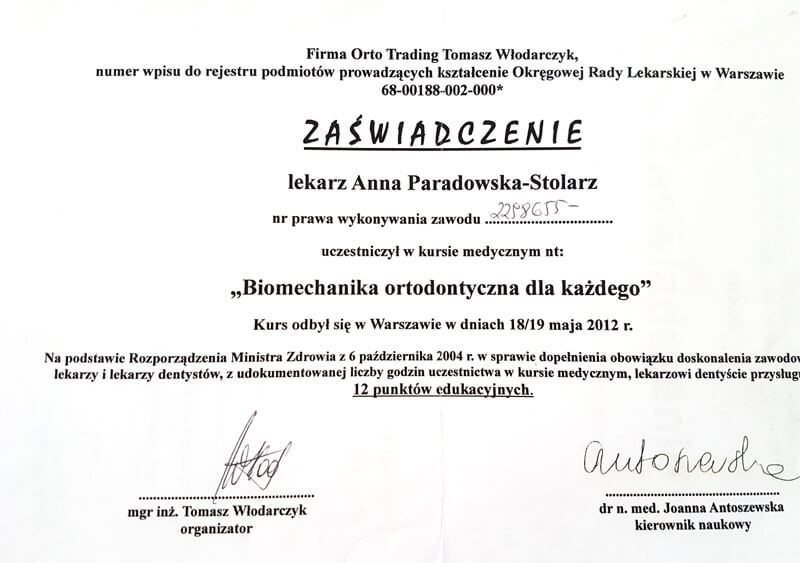 Firma Orto Trading Tomasz Włodarczyk,
numer wpisu do rejestru podmiotów prowadzących kształcenie Okręgowej Rady Lekarskiej w Warszawie
68-00188-002-000*
ZAŚWIADCZENIE
lekarz Anna Paradowska-Stolarz
nr prawa wykonywania zawodu 2298655-
uczestniczył w kursie medycznym nt:
„Biomechanika ortodontyczna dla każdego”
Kurs odbył się w Warszawie w dniach 18/19 maja 2012 r.
Na podstawie Rozporządzenia Ministra Zdrowia z 6 października 2004 r. w sprawie dopełnienia obowiązku doskonalenia zawodow
lekarzy i lekarzy dentystów, z udokumentowanej liczby godzin uczestnictwa w kursie medycznym, lekarzowi dentyście przysług
12 punktów edukacyjnych.
Antoszewska
mgr inż. Tomasz Włodarczyk
organizator
dr n. med. Joanna Antoszewska
kierownik naukowy